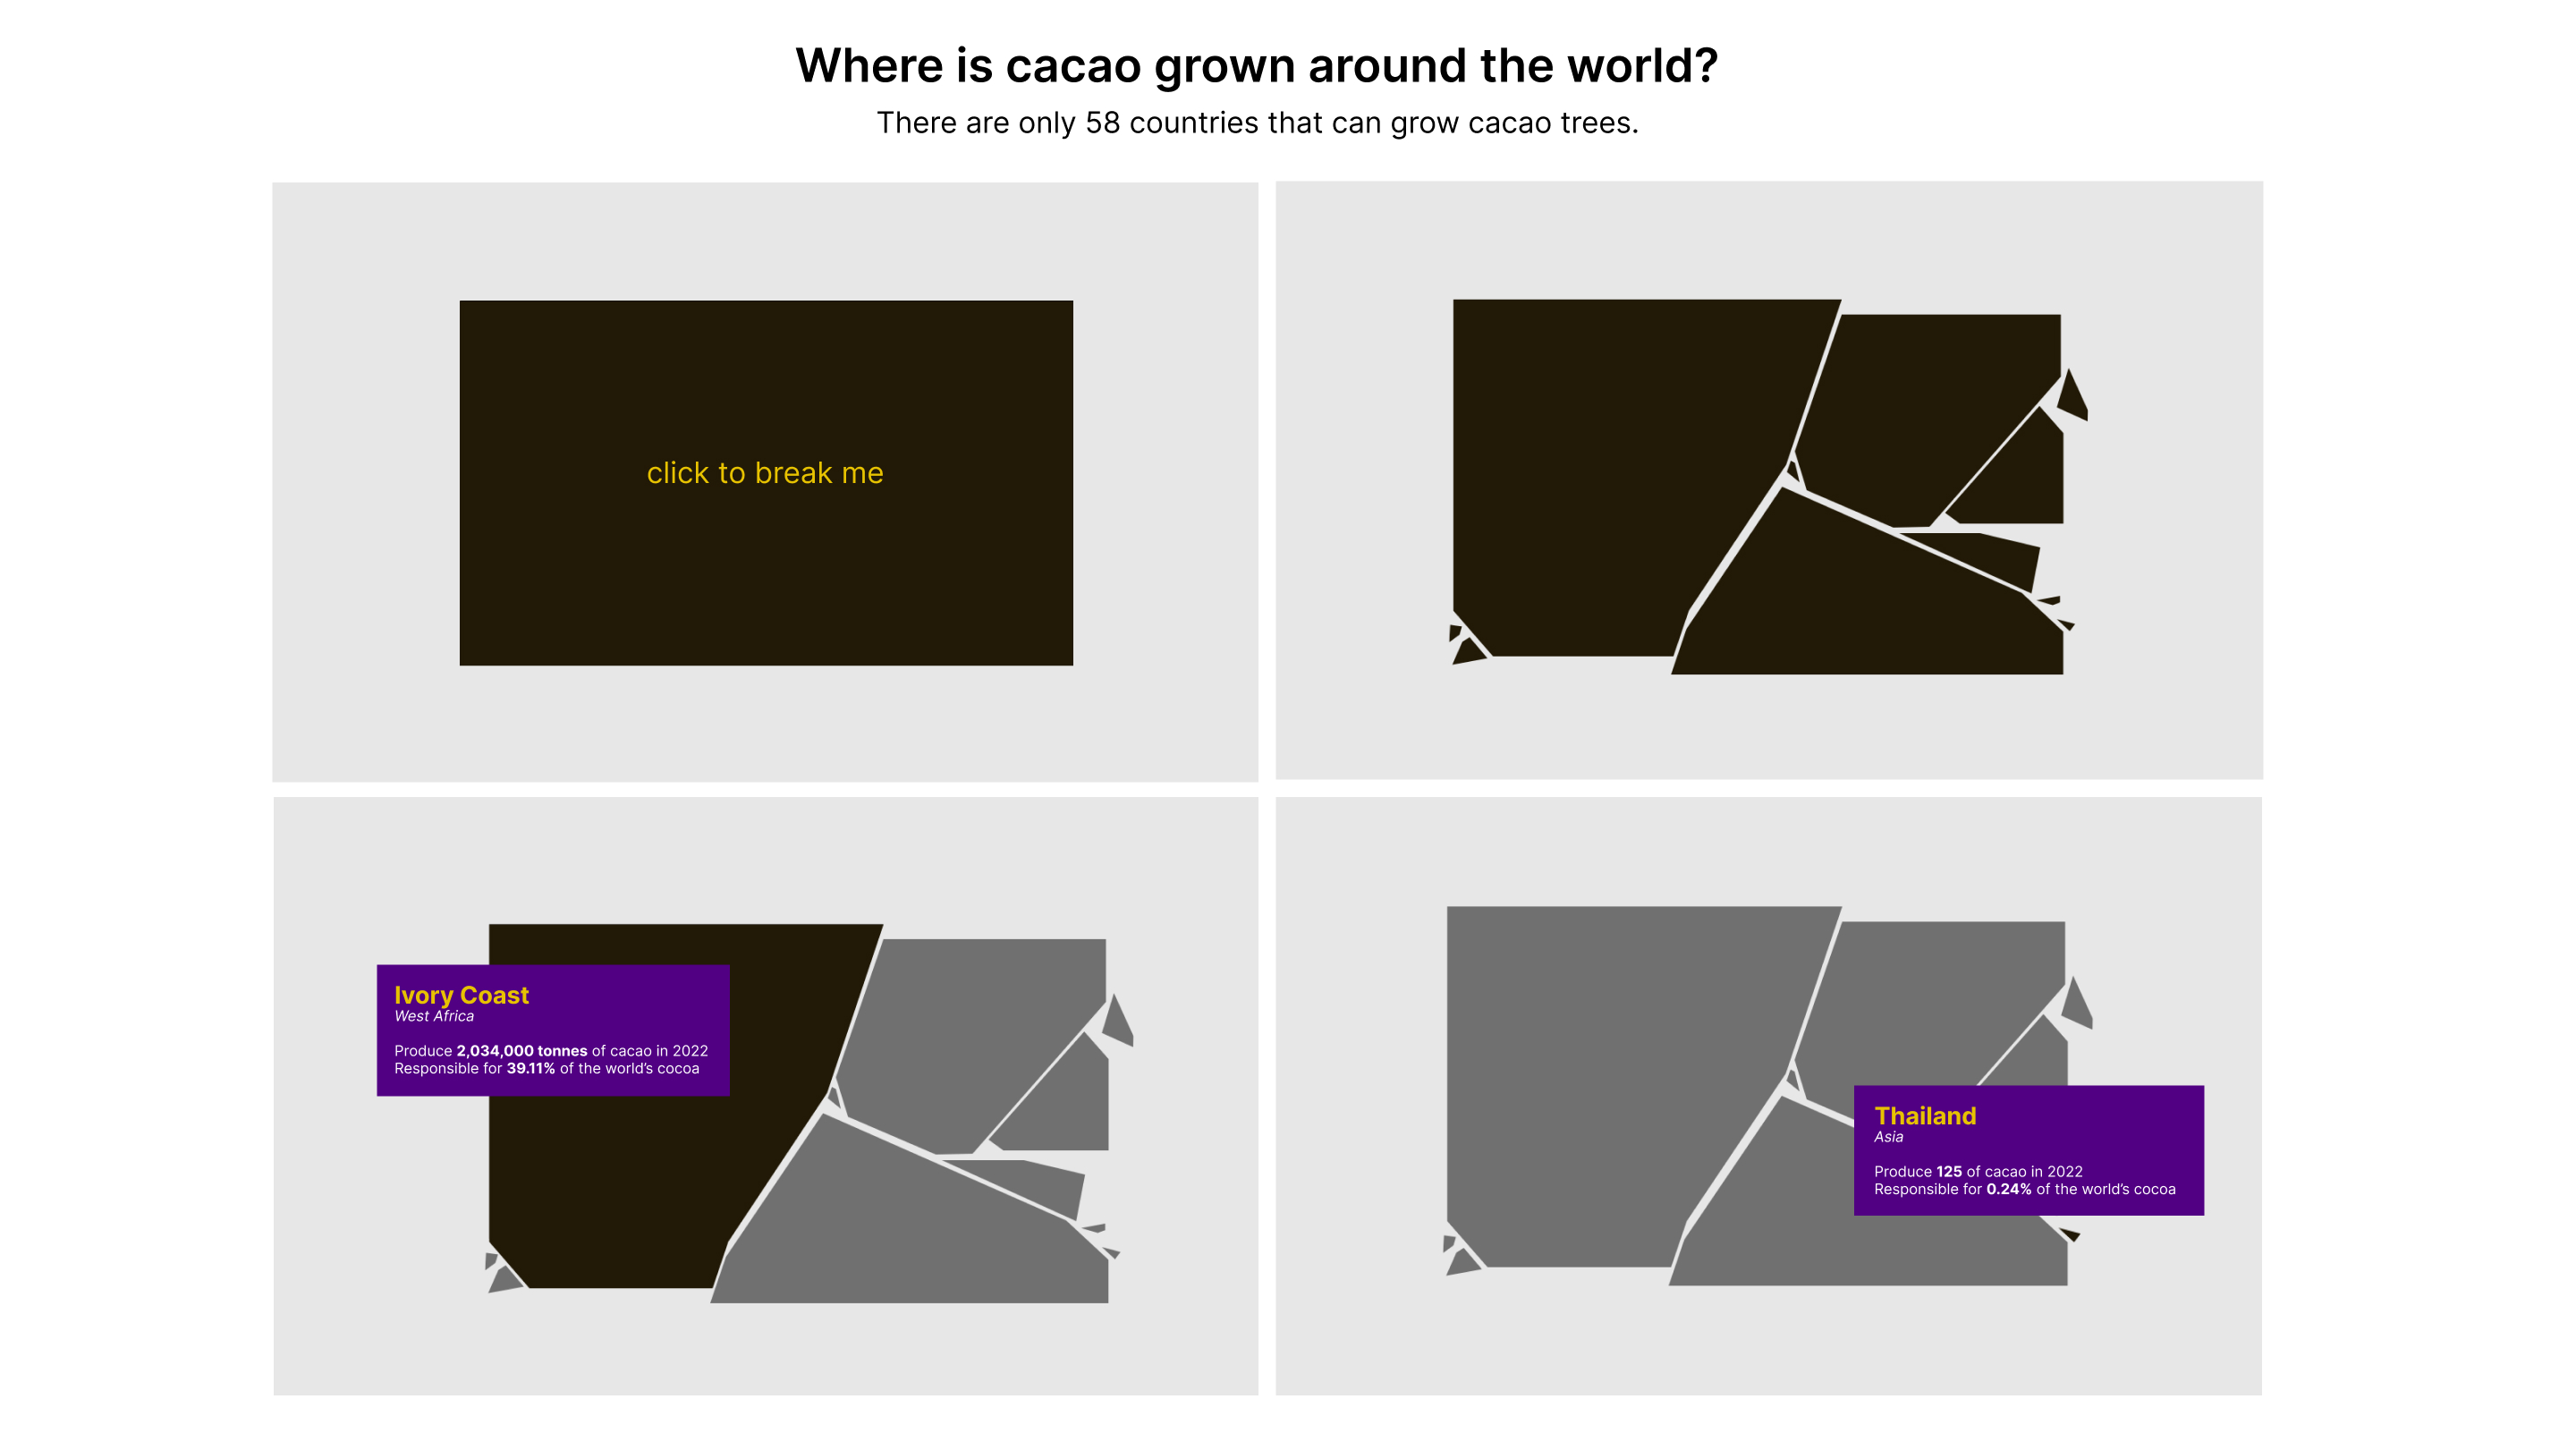 Where is cacao grown around the world?
There are only 58 countries that can grow cacao trees.
click to break me
Ivory Coast
West Africa
Produce 2,034,000 tonnes of cacao in 2022
Responsible for 39.11% of the world's cocoa
Thailand
Asia
Produce 125 of cacao in 2022
Responsible for 0.24% of the world's cocoa